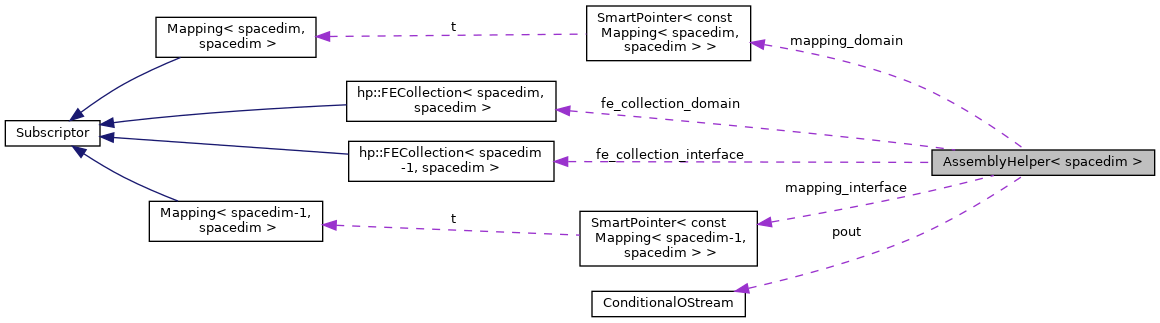 Mapping< spacedim,
spacedim >
t
SmartPointer< const
Mapping< spacedim,
spacedim > >
mapping_domain
hp::FECollection< spacedim,
spacedim >
fe_collection_domain
Subscriptor
hp::FECollection< spacedim
-1, spacedim >
fe_collection_interface
AssemblyHelper< spacedim >
mapping_interface
Mapping< spacedim-1,
spacedim >
t
SmartPointer< const
Mapping< spacedim-1,
spacedim > >
pout
ConditionalOStream